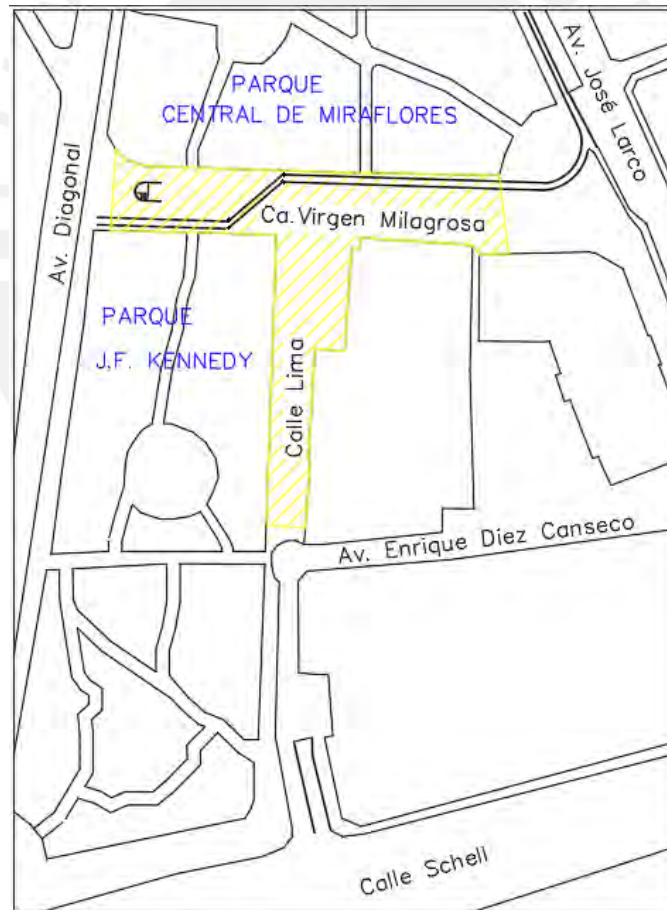 PARQUE
CENTRAL DE MIRAFLORES
Av. José Larco
Av. Diagonal
Ca. Virgen Milagrosa
PARQUE
J.F. KENNEDY
Calle Lima
Av. Enrique Diez Canseco
Calle Schell